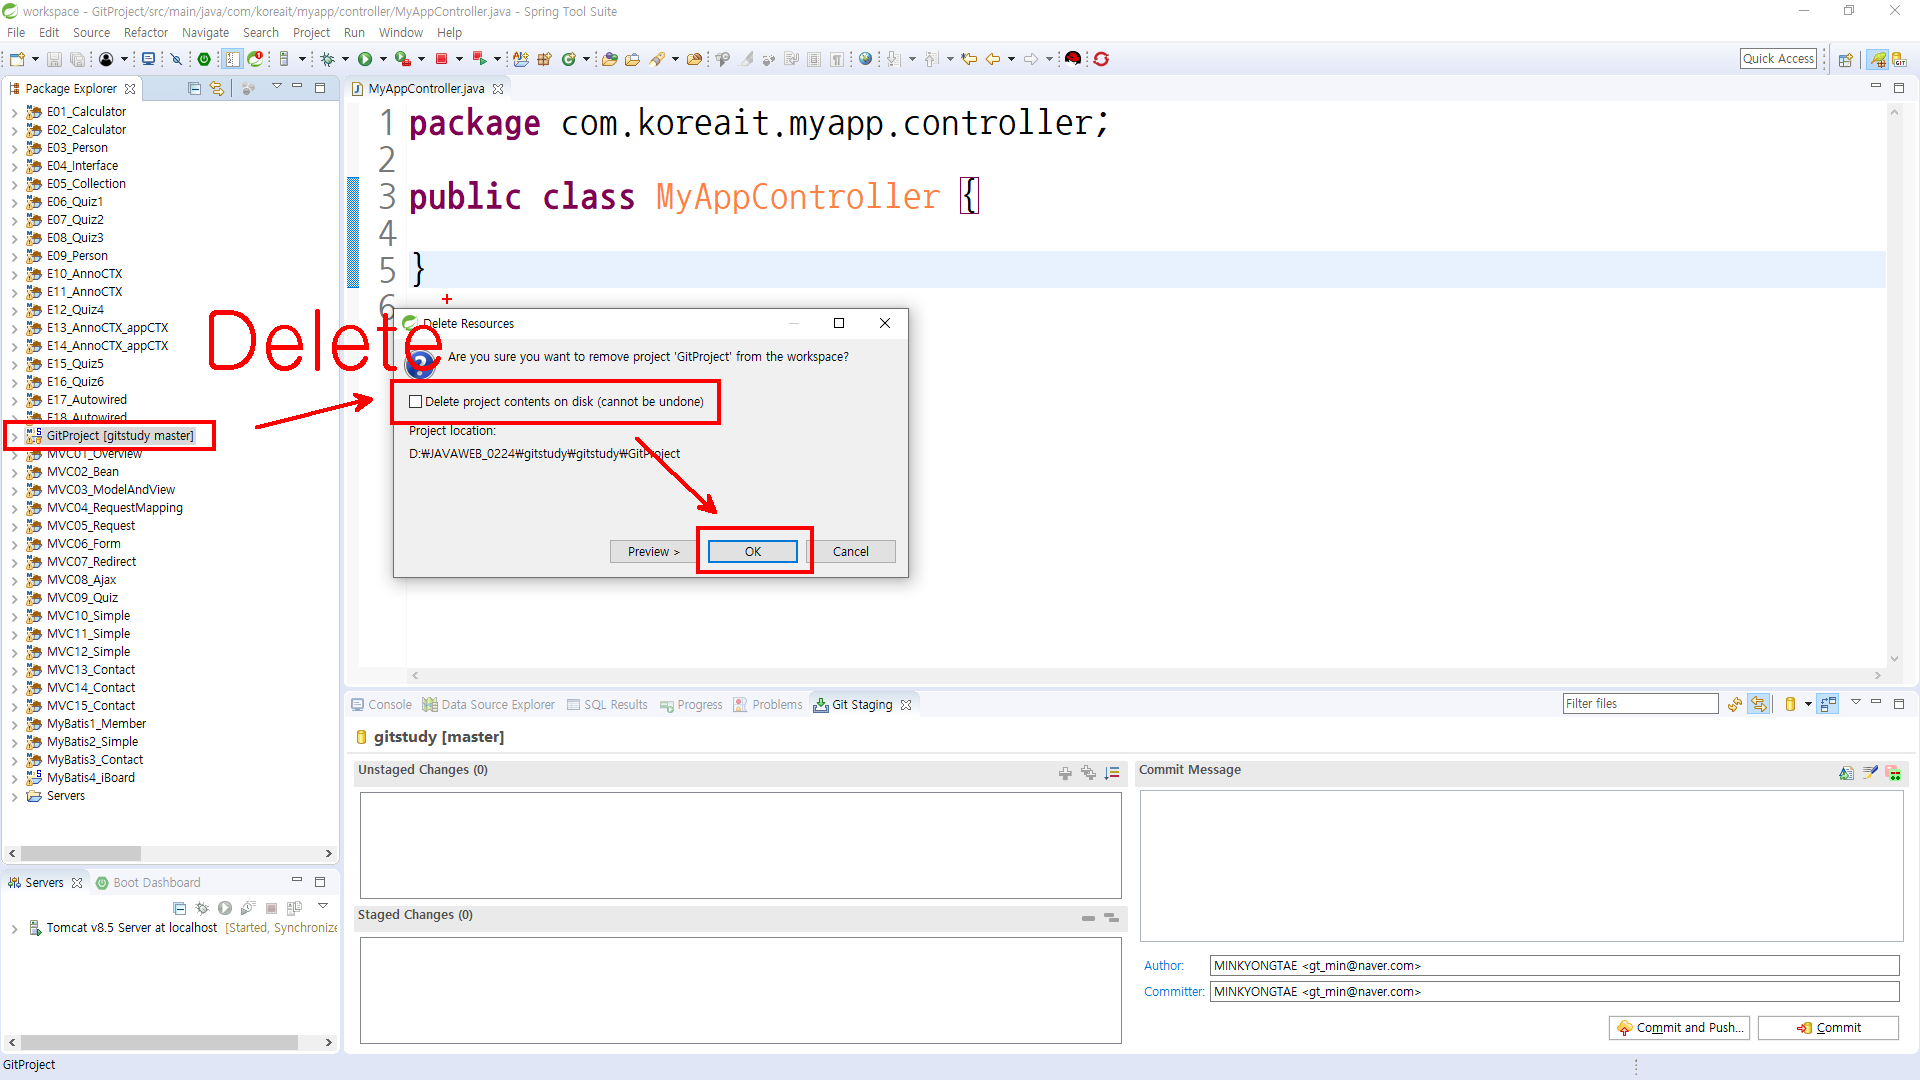 workspace - GitProject/src/main/java/com/koreait/myapp/controller/MyAppController.java - Spring Tool Suite
File Edit Source Refactor Navigate Search Project Run Window Help
Quick Access
Package Explorer
E01_Calculator
E02_Calculator
E03_Person
E04_Interface
E05_Collection
E06_Quiz1
E07_Quiz2
E08_Quiz3
E09_Person
E10_AnnoCTX
E11_AnnoCTX
E12_Quiz4
E13_AnnoCTX_appCTX
E14_AnnoCTX_appCTX
E15_Quiz5
E16_Quiz6
E17_Autowired
E18_Autowired
GitProject [gitstudy master]
MVC01_Overview
MVC02_Bean
MVC03_ModelAndView
MVC04_RequestMapping
MVC05_Request
MVC06_Form
MVC07_Redirect
MVC08_Ajax
MVC09_Quiz
MVC10_Simple
MVC11_Simple
MVC12_Simple
MVC13_Contact
MVC14_Contact
MVC15_Contact
MyBatis1_Member
MyBatis2_Simple
MyBatis3_Contact
MyBatis4_iBoard
Servers
Servers Boot Dashboard
Tomcat v8.5 Server at localhost [Started, Synchronize
MyAppController.java
1 package com.koreait.myapp.controller;
2
3 public class MyAppController {
4
5 }
6
Delete
Delete Resources
Are you sure you want to remove project 'GitProject' from the workspace?
Delete project contents on disk (cannot be undone)
Project location:
D:₩JAVAWEB_0224₩gitstudy₩gitstudy₩GitProject
Preview > OK Cancel
Console Data Source Explorer SQL Results Progress Problems Git Staging
Filter files
gitstudy [master]
Unstaged Changes (0)
Staged Changes (0)
Commit Message
Author: MINKYONGTAE <gt_min@naver.com>
Committer: MINKYONGTAE <gt_min@naver.com>
Commit and Push... Commit
GitProject